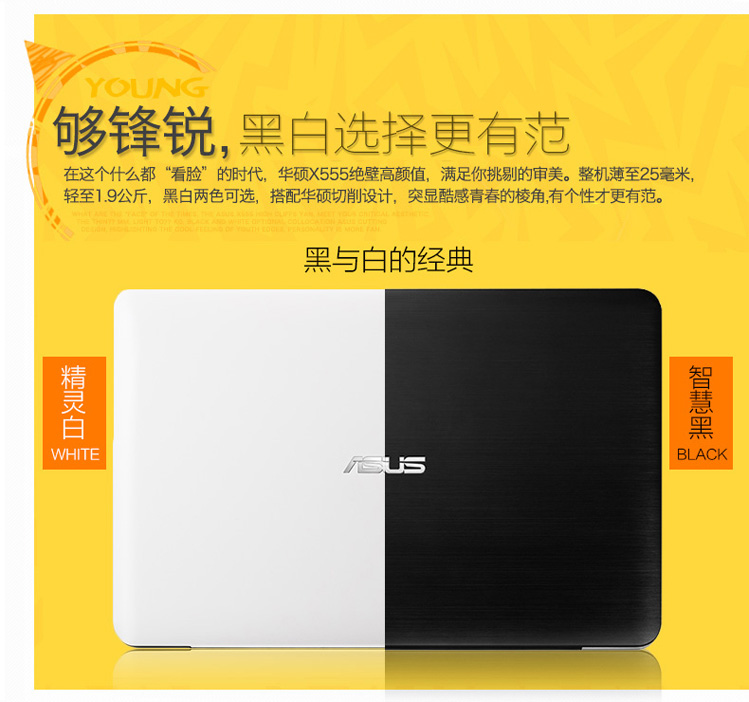 YOUNG
够锋锐,黑白选择更有范
在这个什么都“看脸”的时代，华硕X555绝壁高颜值，满足你挑剔的审美。整机薄至25毫米，
轻至1.9公斤，黑白两色可选，搭配华硕切削设计，突显酷感青春的棱角,有个性才更有范。
黑与白的经典
精灵白
WHITE
ASUS
智慧黑
BLACK